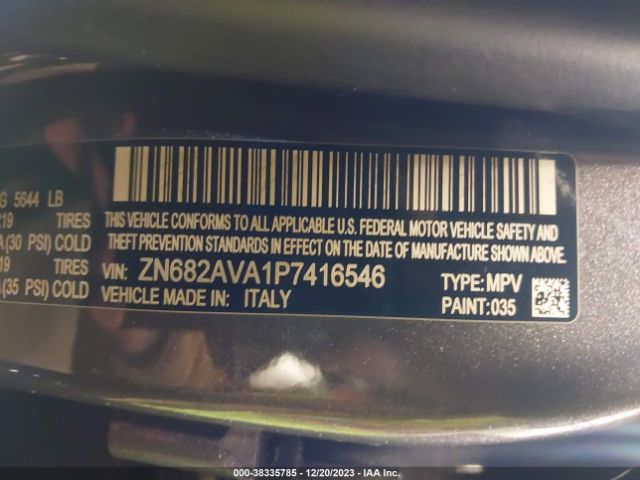 G 5644 LB
THIS VEHICLE CONFORMS TO ALL APPLICABLE U.S. FEDERAL MOTOR VEHICLE SAFETY AND
THEFT PREVENTION STANDARDS IN EFFECT ON THE DATE OF MANUFACTURE SHOWN ABOVE.
219 TIRES
A (30 PSI) COLD
19 TIRES
A (35 PSI) COLD
VIN: ZN682AVA1P7416546 TYPE: MPV
VEHICLE MADE IN: ITALY PAINT: 035
000-38335785 - 12/20/2023 - IAA Inc.